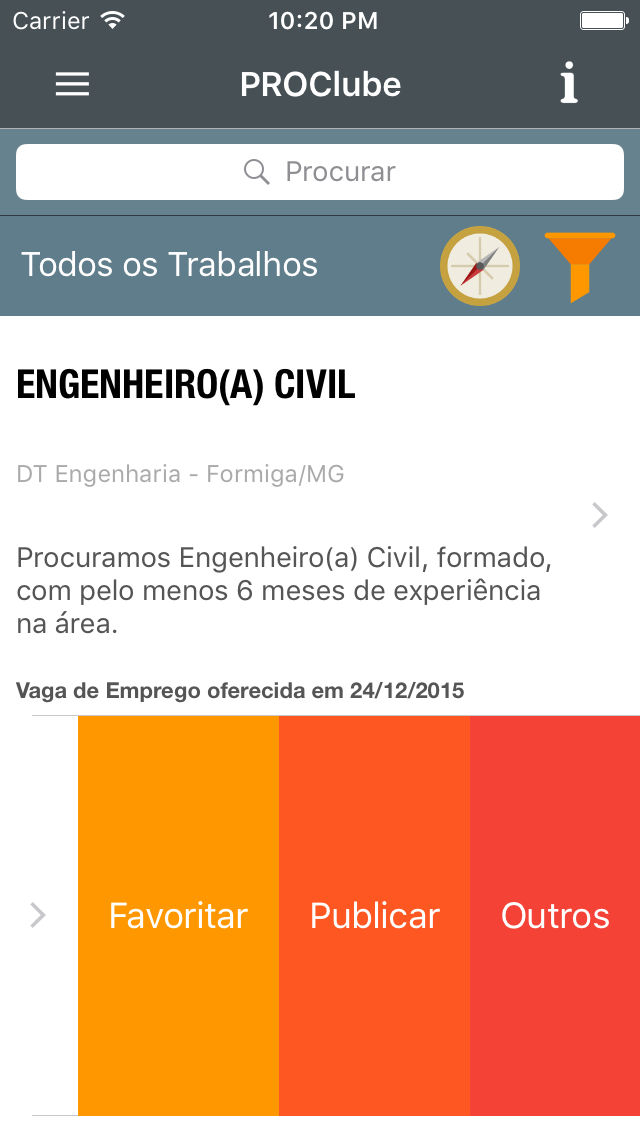 Carrier 10:20 PM
PROClube
Procurar
Todos os Trabalhos
ENGENHEIRO(A) CIVIL
DT Engenharia - Formiga/MG
Procuramos Engenheiro(a) Civil, formado,
com pelo menos 6 meses de experiência
na área.
Vaga de Emprego oferecida em 24/12/2015
Favoritar Publicar Outros